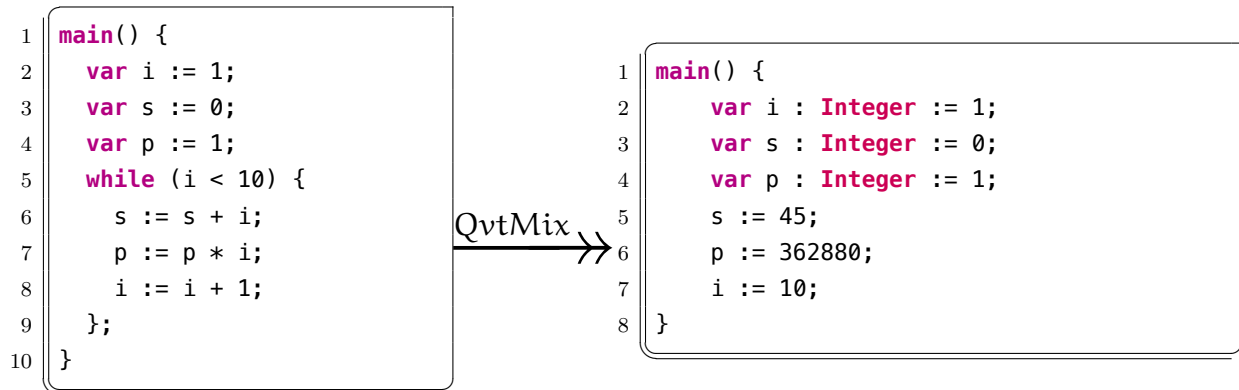 1 main() {
2 var i := 1;
3 var s := 0;
4 var p := 1;
5 while (i < 10) {
6 s := s + i;
7 p := p * i;
8 i := i + 1;
9 };
10 }
QvtMix
1 main() {
2 var i : Integer := 1;
3 var s : Integer := 0;
4 var p : Integer := 1;
5 s := 45;
6 p := 362880;
7 i := 10;
8 }